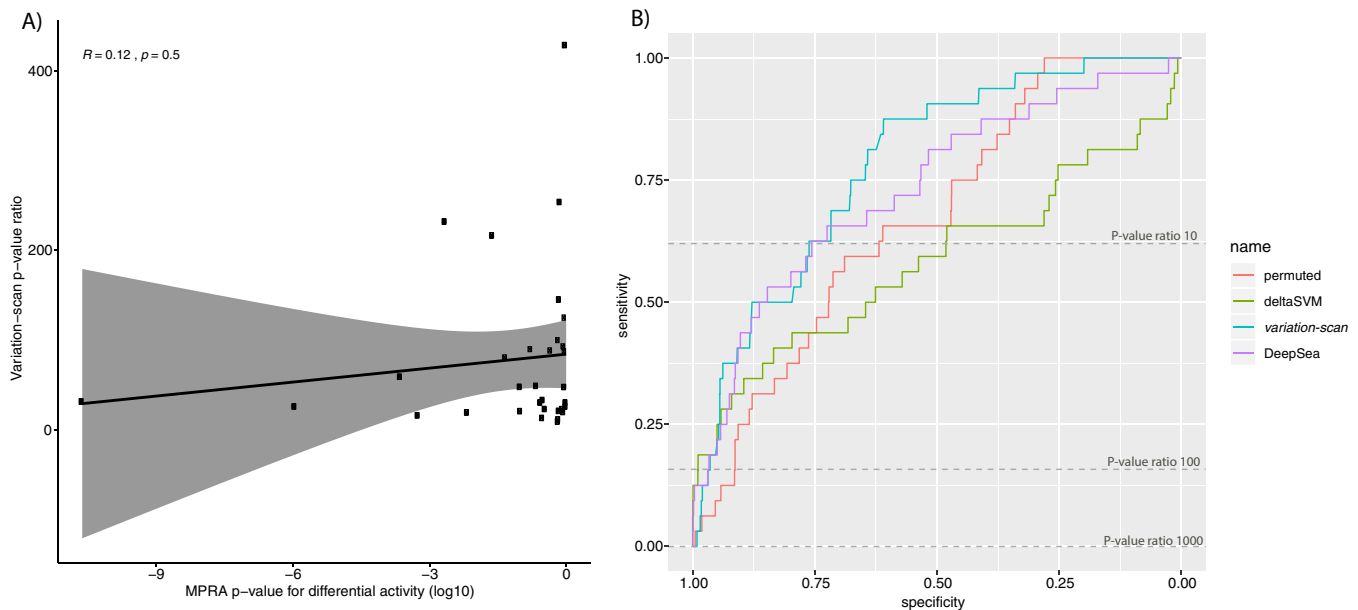 A)
R = 0.12 , p = 0.5
400
200
0
Variation−scan p−value ratio
−9
−6
−3
0
MPRA p−value for differential activity (log10)
B)
1.00
0.75
0.50
0.25
0.00
sensitivity
P-value ratio 10
P-value ratio 100
P-value ratio 1000
1.00
0.75
0.50
0.25
0.00
specificity
name
permuted
deltaSVM
variation-scan
DeepSea